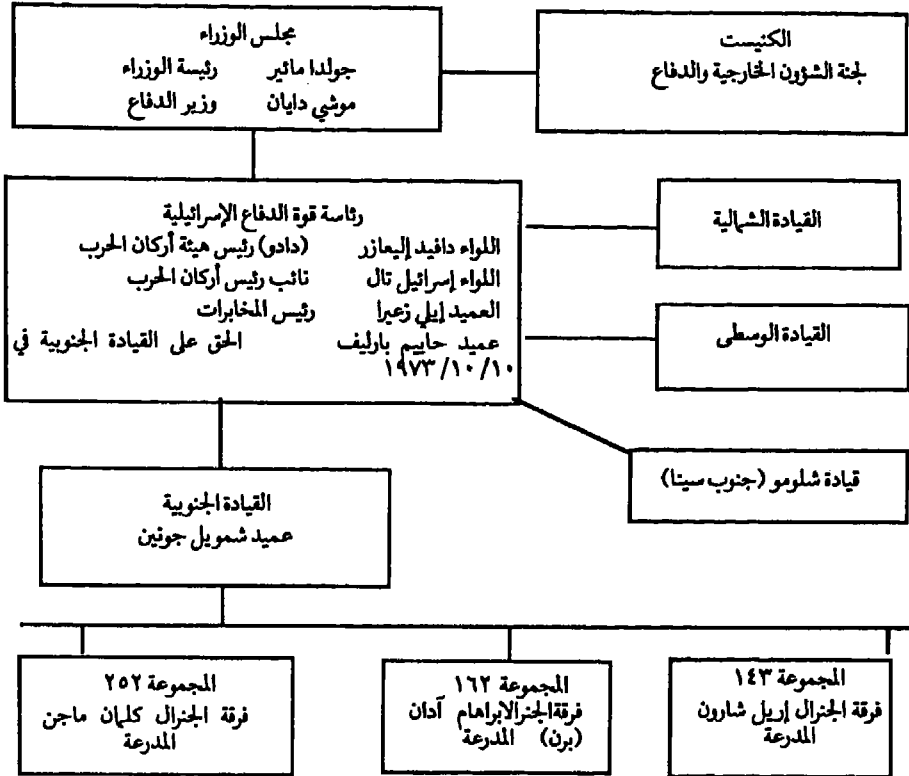 مجلس الوزراء
جولدا مائير رئيسة الوزراء
موشي دايان وزير الدفاع
الكنيست
لجنة الشؤون الخارجية والدفاع
رئاسة قوة الدفاع الإسرائيلية
اللواء دافيد إليعازر (دادو) رئيس هيئة أركان الحرب
اللواء إسرائيل تال نائب رئيس أركان الحرب
العميد إيلي زعيرا رئيس المخابرات
عميد حاييم بارليف الحق على القيادة الجنوبية في
١٩٧٣/١٠/١٠
القيادة الشمالية
القيادة الوسطى
قيادة شلومو (جنوب سينا)
القيادة الجنوبية
عميد شمويل جونين
المجموعة ١٤٣
فرقة الجنرال إريل شارون
المدرعة
المجموعة ١٦٢
فرقةالجنرالابراهام آدان
(برن) المدرعة
المجموعة ٢٥٢
فرقة الجنرال كلمان ماجن
المدرعة